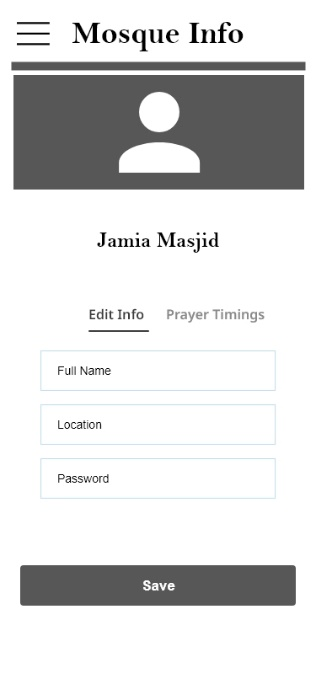 Mosque Info
Jamia Masjid
Edit Info Prayer Timings
Full Name
Location
Password
Save